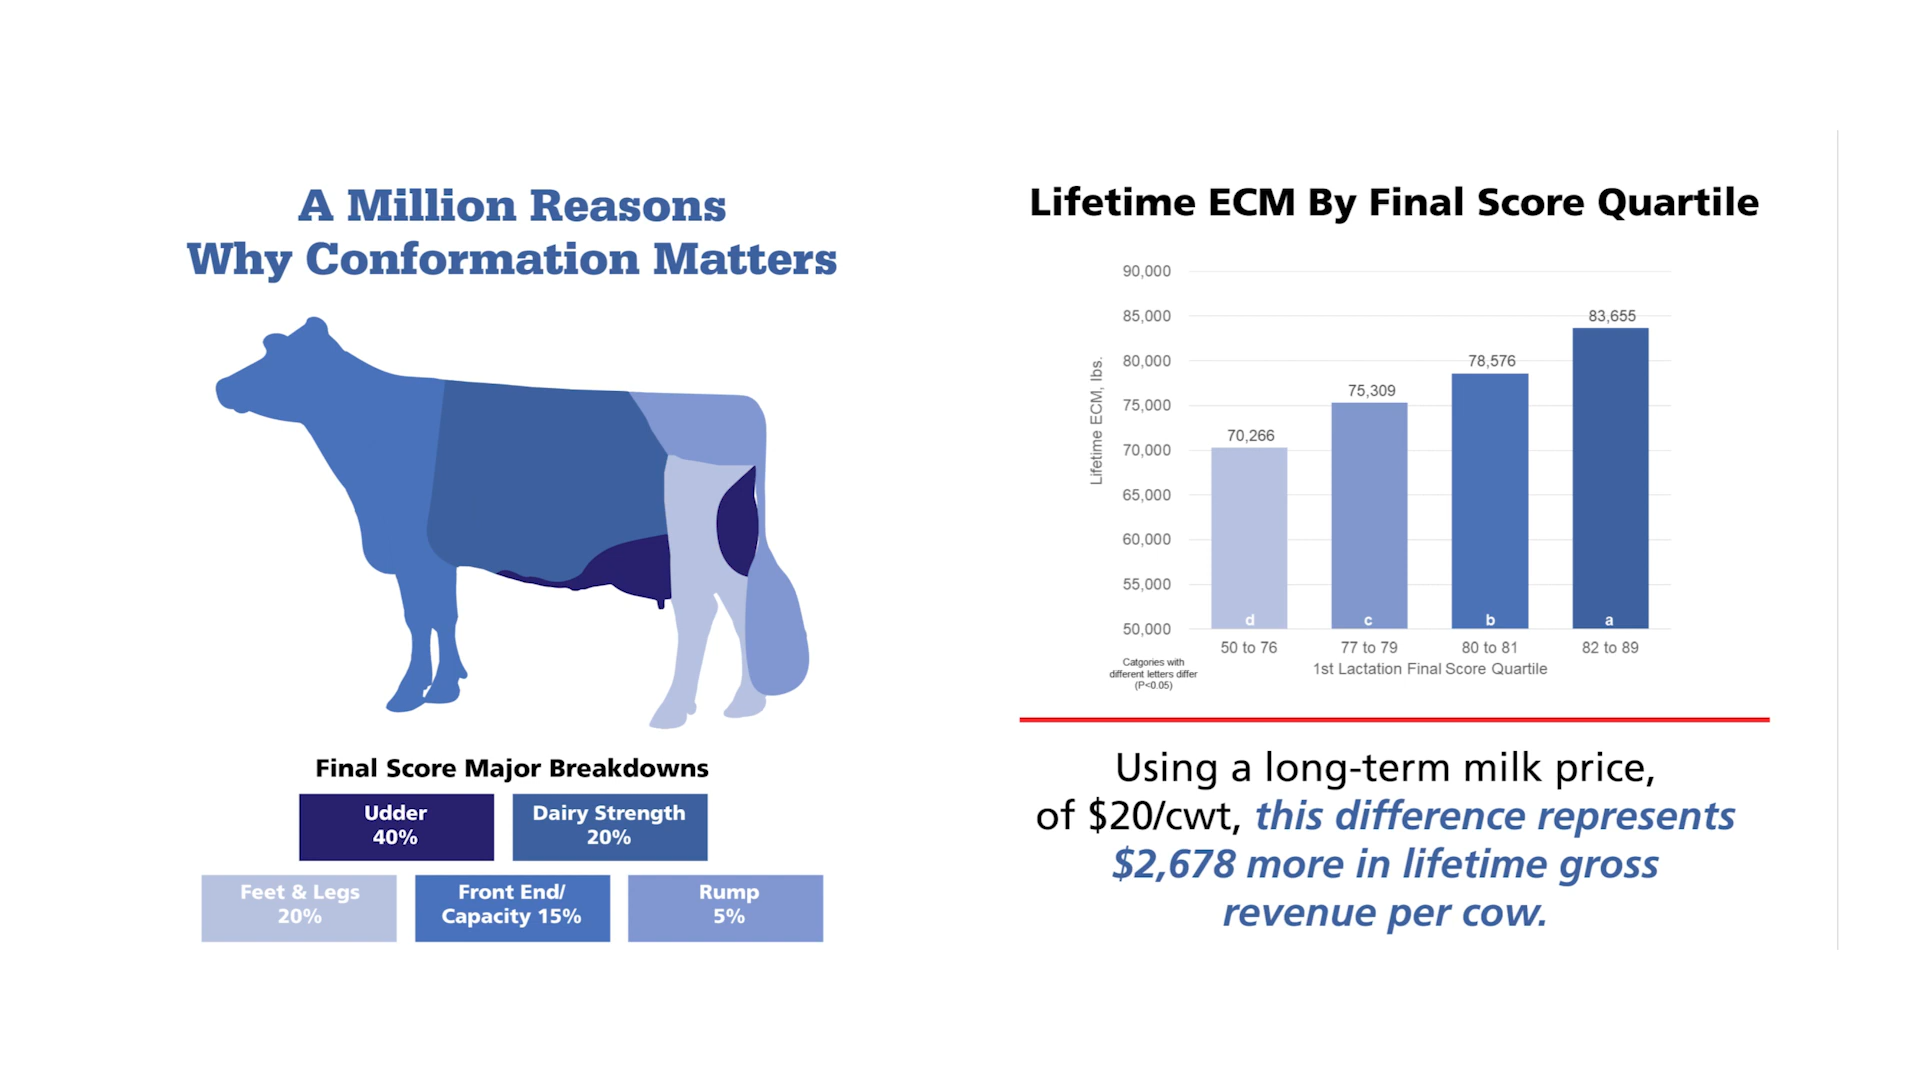 A Million Reasons
Why Conformation Matters
Final Score Major Breakdowns
Udder
40%
Dairy Strength
20%
Feet & Legs
20%
Front End/
Capacity 15%
Rump
5%
Lifetime ECM By Final Score Quartile
Lifetime ECM, lbs.
90,000
85,000
80,000
75,000
70,000
65,000
60,000
55,000
50,000
70,266
75,309
78,576
83,655
d
c
b
a
50 to 76
77 to 79
80 to 81
82 to 89
1st Lactation Final Score Quartile
Catgories with
different letters differ
(P<0.05)
Using a long-term milk price,
of $20/cwt, this difference represents
$2,678 more in lifetime gross
revenue per cow.